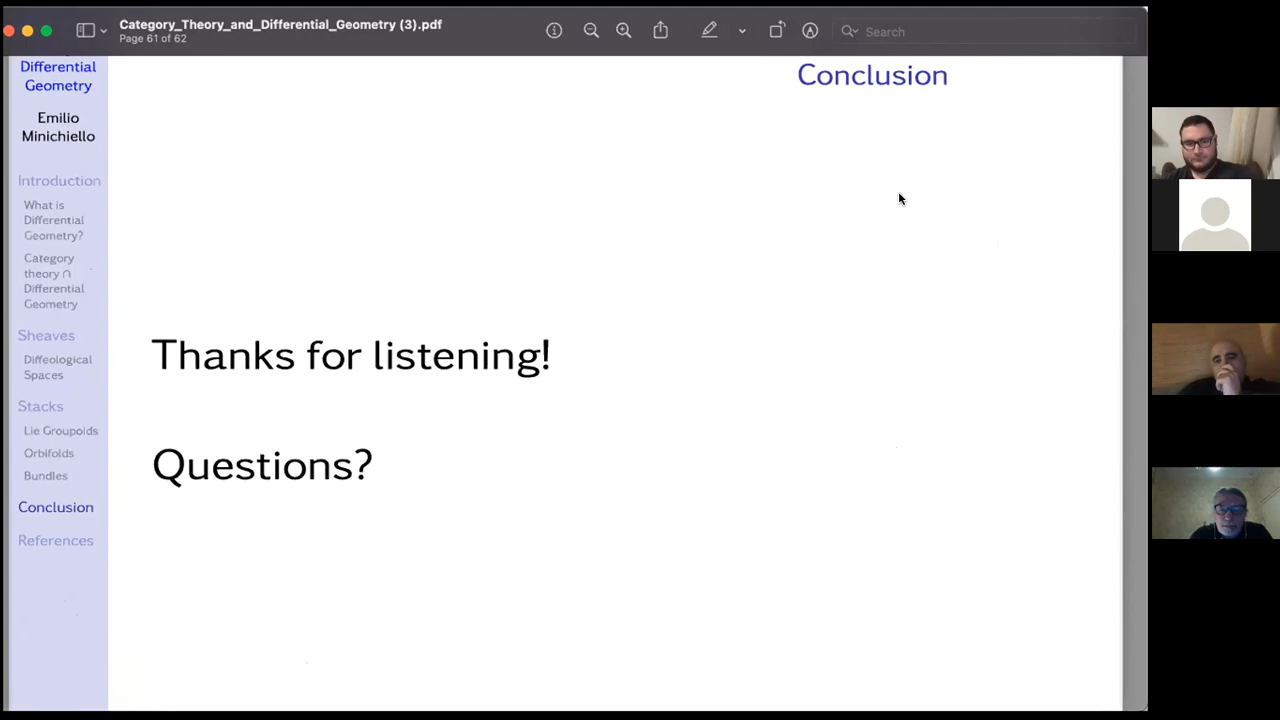 Category_Theory_and_Differential_Geometry (3).pdf
Page 61 of 62
Search
Differential
Geometry
Emilio
Minichiello
Introduction
What is
Differential
Geometry?
Category
theory ∩
Differential
Geometry
Sheaves
Diffeological
Spaces
Stacks
Lie Groupoids
Orbifolds
Bundles
Conclusion
References
Conclusion
Thanks for listening!
Questions?